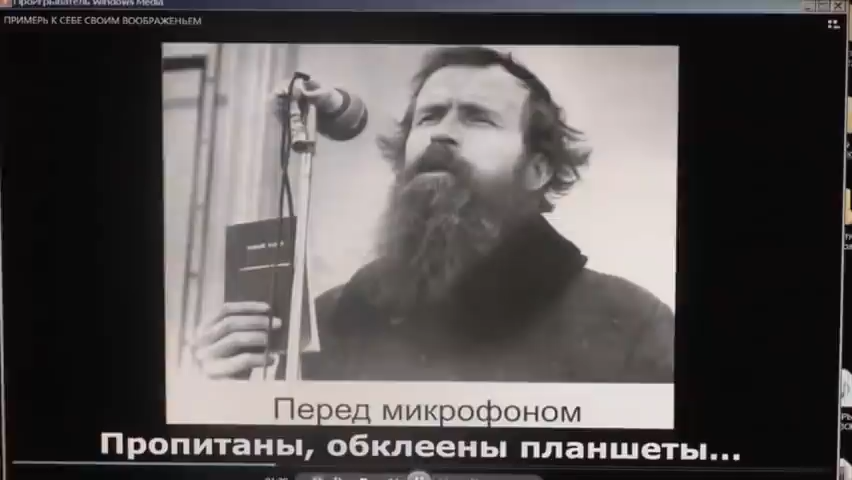 Проигрыватель Windows Media
ПРИМЕРЬ К СЕБЕ СВОИМ ВООБРАЖЕНЬЕМ
Перед микрофоном
Пропитаны, обклеены планшеты...